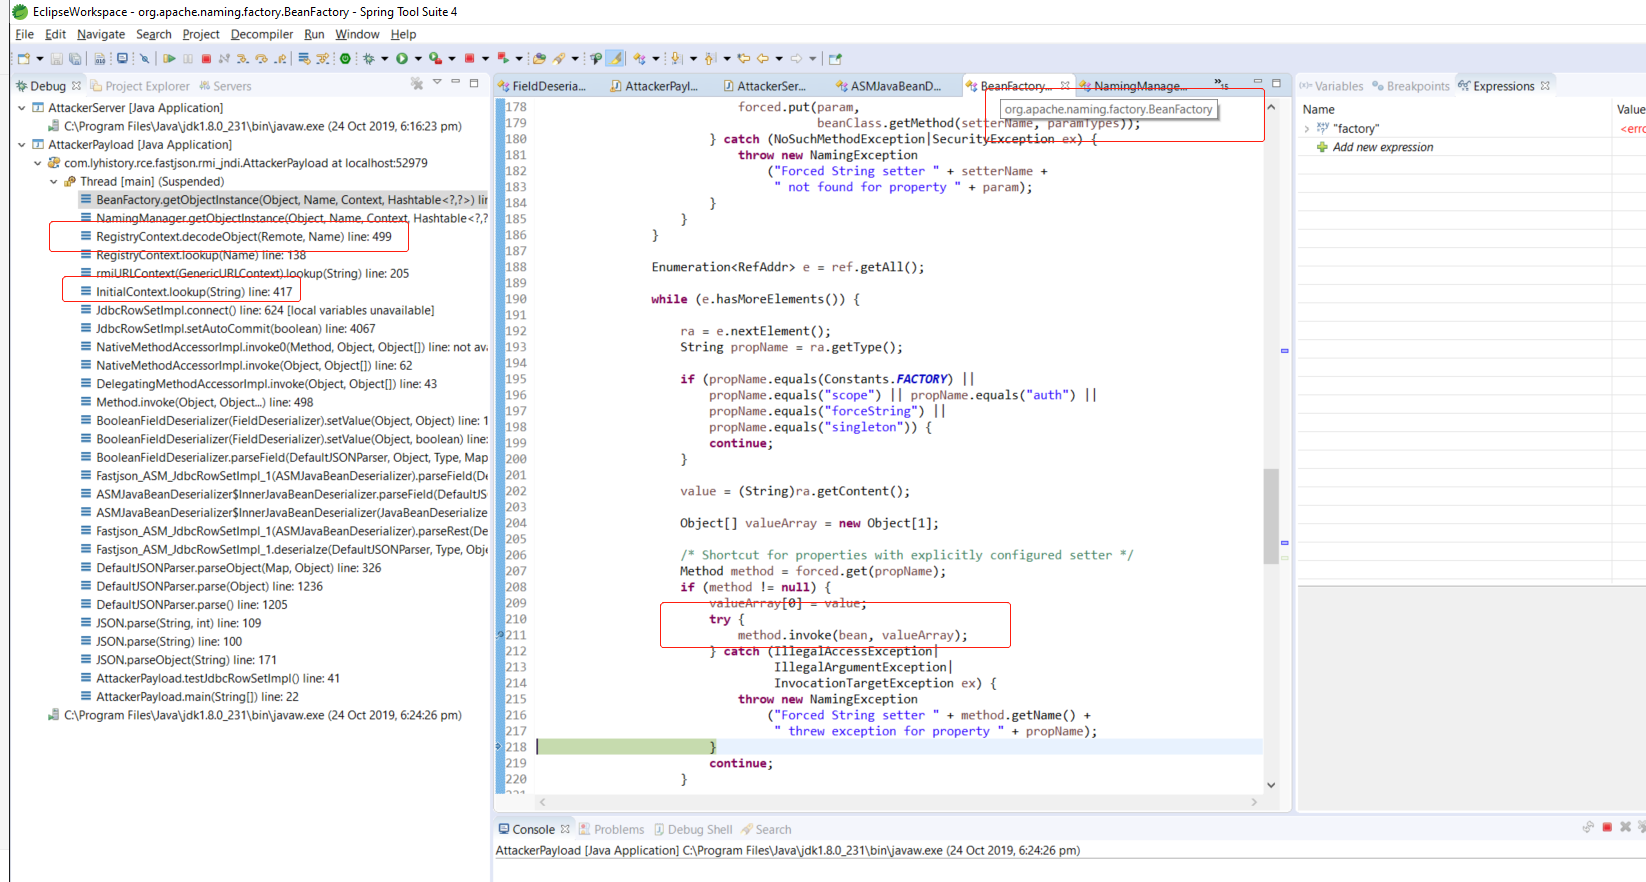 EclipseWorkspace - org.apache.naming.factory.BeanFactory - Spring Tool Suite 4
File Edit Navigate Search Project Decompiler Run Window Help
Debug Project Explorer Servers
AttackerServer [Java Application]
C:\Program Files\Java\jdk1.8.0_231\bin\javaw.exe (24 Oct 2019, 6:16:23 pm)
AttackerPayload [Java Application]
com.lyhistory.rce.fastjson.rmi_jndi.AttackerPayload at localhost:52979
Thread [main] (Suspended)
BeanFactory.getObjectInstance(Object, Name, Context, Hashtable<?,?>) lir
NamingManager.getObjectInstance(Object, Name, Context, Hashtable<?,?
RegistryContext.decodeObject(Remote, Name) line: 499
RegistryContext.lookup(Name) line: 138
rmiURLContext(GenericURLContext).lookup(String) line: 205
InitialContext.lookup(String) line: 417
JdbcRowSetImpl.connect() line: 624 [local variables unavailable]
JdbcRowSetImpl.setAutoCommit(boolean) line: 4067
NativeMethodAccessorImpl.invoke0(Method, Object, Object[]) line: not ava
NativeMethodAccessorImpl.invoke(Object, Object[]) line: 62
DelegatingMethodAccessorImpl.invoke(Object, Object[]) line: 43
Method.invoke(Object, Object...) line: 498
BooleanFieldDeserializer(FieldDeserializer).setValue(Object, Object) line: 1
BooleanFieldDeserializer(FieldDeserializer).setValue(Object, boolean) line:
BooleanFieldDeserializer.parseField(DefaultJSONParser, Object, Type, Map
Fastjson_ASM_JdbcRowSetImpl_1(ASMJavaBeanDeserializer).parseField(De
ASMJavaBeanDeserializer$InnerJavaBeanDeserializer.parseField(DefaultJS
ASMJavaBeanDeserializer$InnerJavaBeanDeserializer(JavaBeanDeserialize
Fastjson_ASM_JdbcRowSetImpl_1(ASMJavaBeanDeserializer).parseRest(De
Fastjson_ASM_JdbcRowSetImpl_1.deserialze(DefaultJSONParser, Type, Obj
DefaultJSONParser.parseObject(Map, Object) line: 326
DefaultJSONParser.parse(Object) line: 1236
DefaultJSONParser.parse() line: 1205
JSON.parse(String, int) line: 109
JSON.parse(String) line: 100
JSON.parseObject(String) line: 171
AttackerPayload.testJdbcRowSetImpl() line: 41
AttackerPayload.main(String[]) line: 22
C:\Program Files\Java\jdk1.8.0_231\bin\javaw.exe (24 Oct 2019, 6:24:26 pm)
FieldDeseria... AttackerPayl... AttackerSer... ASMJavaBeanD... BeanFactory... NamingManage... »15
org.apache.naming.factory.BeanFactory
178 forced.put(param,
179 beanClass.getMethod(setterName, paramTypes));
180 } catch (NoSuchMethodException|SecurityException ex) {
181 throw new NamingException
182 ("Forced String setter " + setterName +
183 " not found for property " + param);
184 }
185 }
186 }
187
188 Enumeration<RefAddr> e = ref.getAll();
189
190 while (e.hasMoreElements()) {
191
192 ra = e.nextElement();
193 String propName = ra.getType();
194
195 if (propName.equals(Constants.FACTORY) ||
196 propName.equals("scope") || propName.equals("auth") ||
197 propName.equals("forceString") ||
198 propName.equals("singleton")) {
199 continue;
200 }
201
202 value = (String)ra.getContent();
203
204 Object[] valueArray = new Object[1];
205
206 /* Shortcut for properties with explicitly configured setter */
207 Method method = forced.get(propName);
208 if (method != null) {
209 valueArray[0] = value;
210 try {
211 method.invoke(bean, valueArray);
212 } catch (IllegalAccessException|
213 IllegalArgumentException|
214 InvocationTargetException ex) {
215 throw new NamingException
216 ("Forced String setter " + method.getName() +
217 " threw exception for property " + propName);
218 }
219 continue;
220 }
Variables Breakpoints Expressions
Name Value
"factory" <erro
Add new expression
Console Problems Debug Shell Search
AttackerPayload [Java Application] C:\Program Files\Java\jdk1.8.0_231\bin\javaw.exe (24 Oct 2019, 6:24:26 pm)